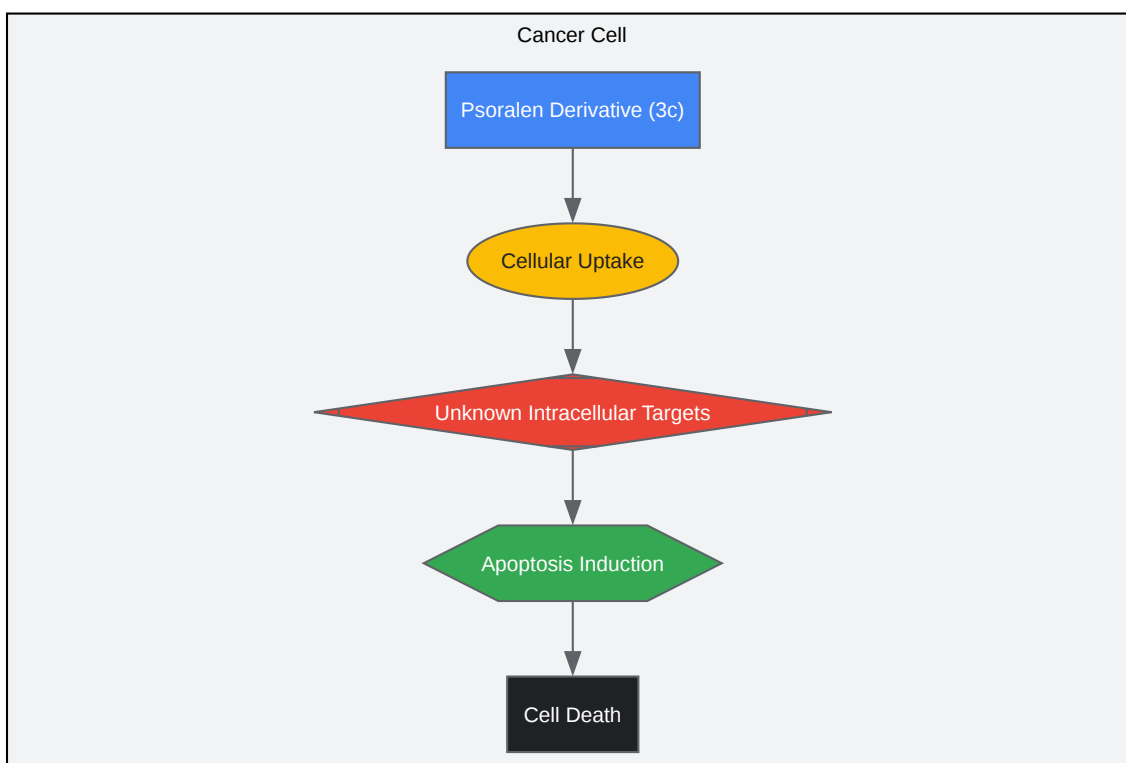 Cancer Cell
Psoralen Derivative (3c)
Cellular Uptake
Unknown Intracellular Targets
Apoptosis Induction
Cell Death